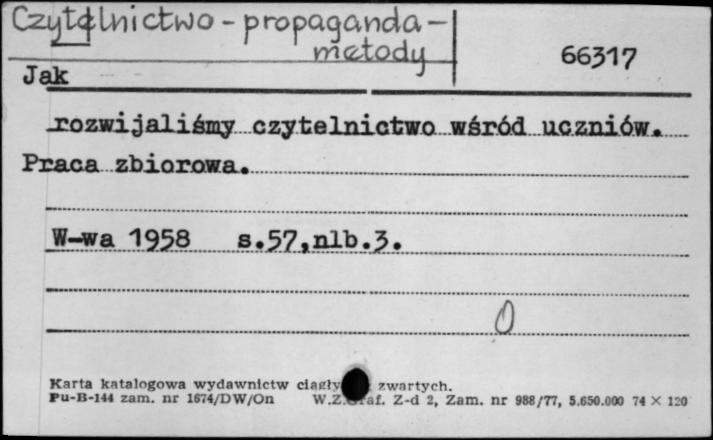 Czytelnictwo - propaganda -
metody
66317
Jak
rozwijaliśmy czytelnictwo wśród uczniów.
Praca zbiorowa.
W-wa 1958 s.57,nlb.3.
0
Karta katalogowa wydawnictw ciągły zwartych.
Pu-B-144 zam. nr 1674/DW/On W.Z.Graf. Z-d 2, Zam. nr 988/77, 5.650.000 74 × 120